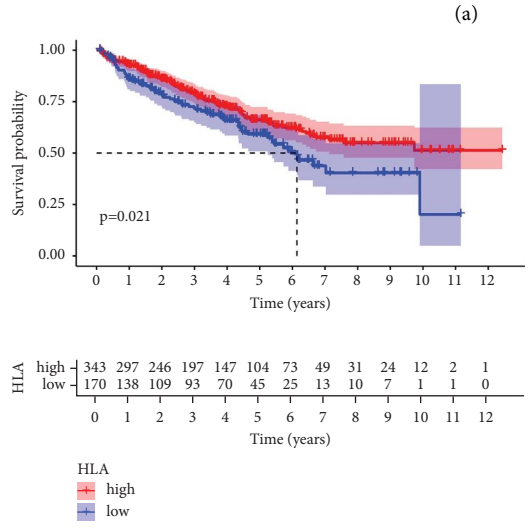 (a)
Survival probability
1.00
0.75
0.50
0.25
0.00
p=0.021
0 1 2 3 4 5 6 7 8 9 10 11 12
Time (years)
HLA
high 343 297 246 197 147 104 73 49 31 24 12 2 1
low 170 138 109 93 70 45 25 13 10 7 1 1 0
0 1 2 3 4 5 6 7 8 9 10 11 12
Time (years)
HLA
high
low